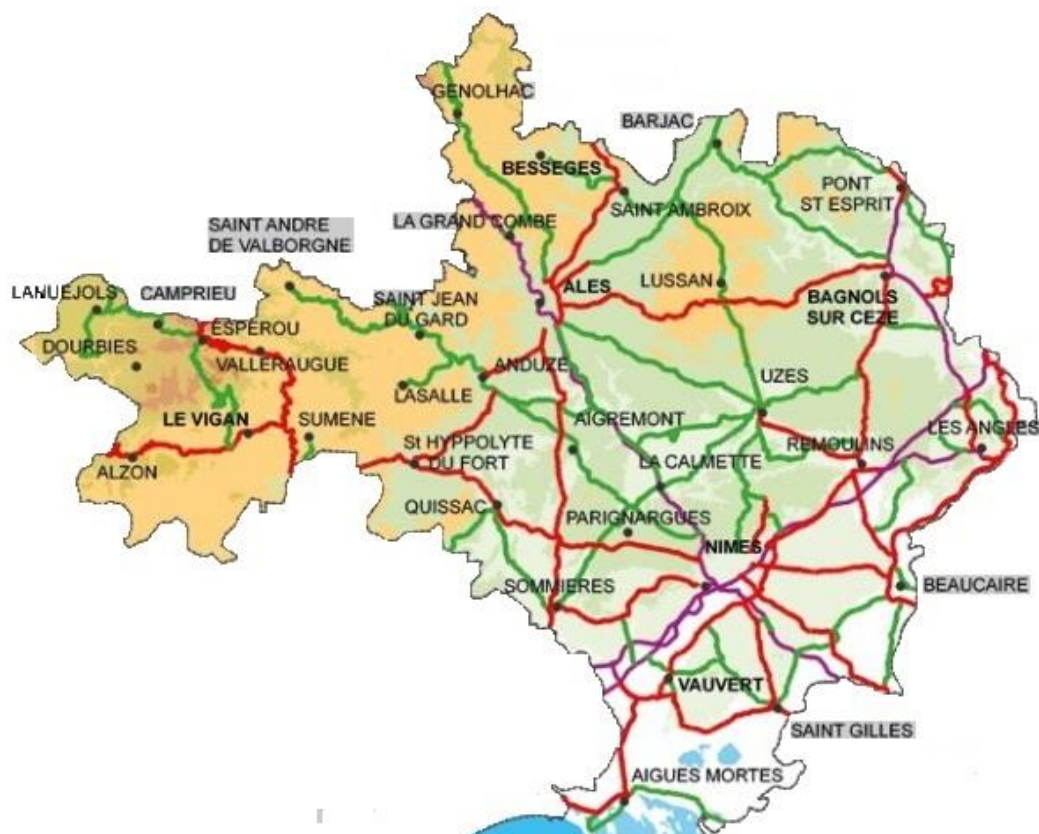 GENOLHAC
BARJAC
BESSEGES
PONT
ST ESPRIT
SAINT AMBROIX
SAINT ANDRE
DE VALBORGNE
LA GRAND COMBE
LANUEJOLS
CAMPRIEU
SAINT JEAN
DU GARD
ALES
LUSSAN
BAGNOLS
SUR CEZE
ESPEROU
DOURBIES
VALLERAUGUE
ANDUZE
LASALLE
UZES
LE VIGAN
SUMENE
AIGREMONT
LES ANGLES
St HYPPOLYTE
DU FORT
REMOULINS
ALZON
LA CALMETTE
QUISSAC
PARIGNARGUES
NIMES
SOMMIERES
BEAUCAIRE
VAUVERT
SAINT GILLES
AIGUES MORTES